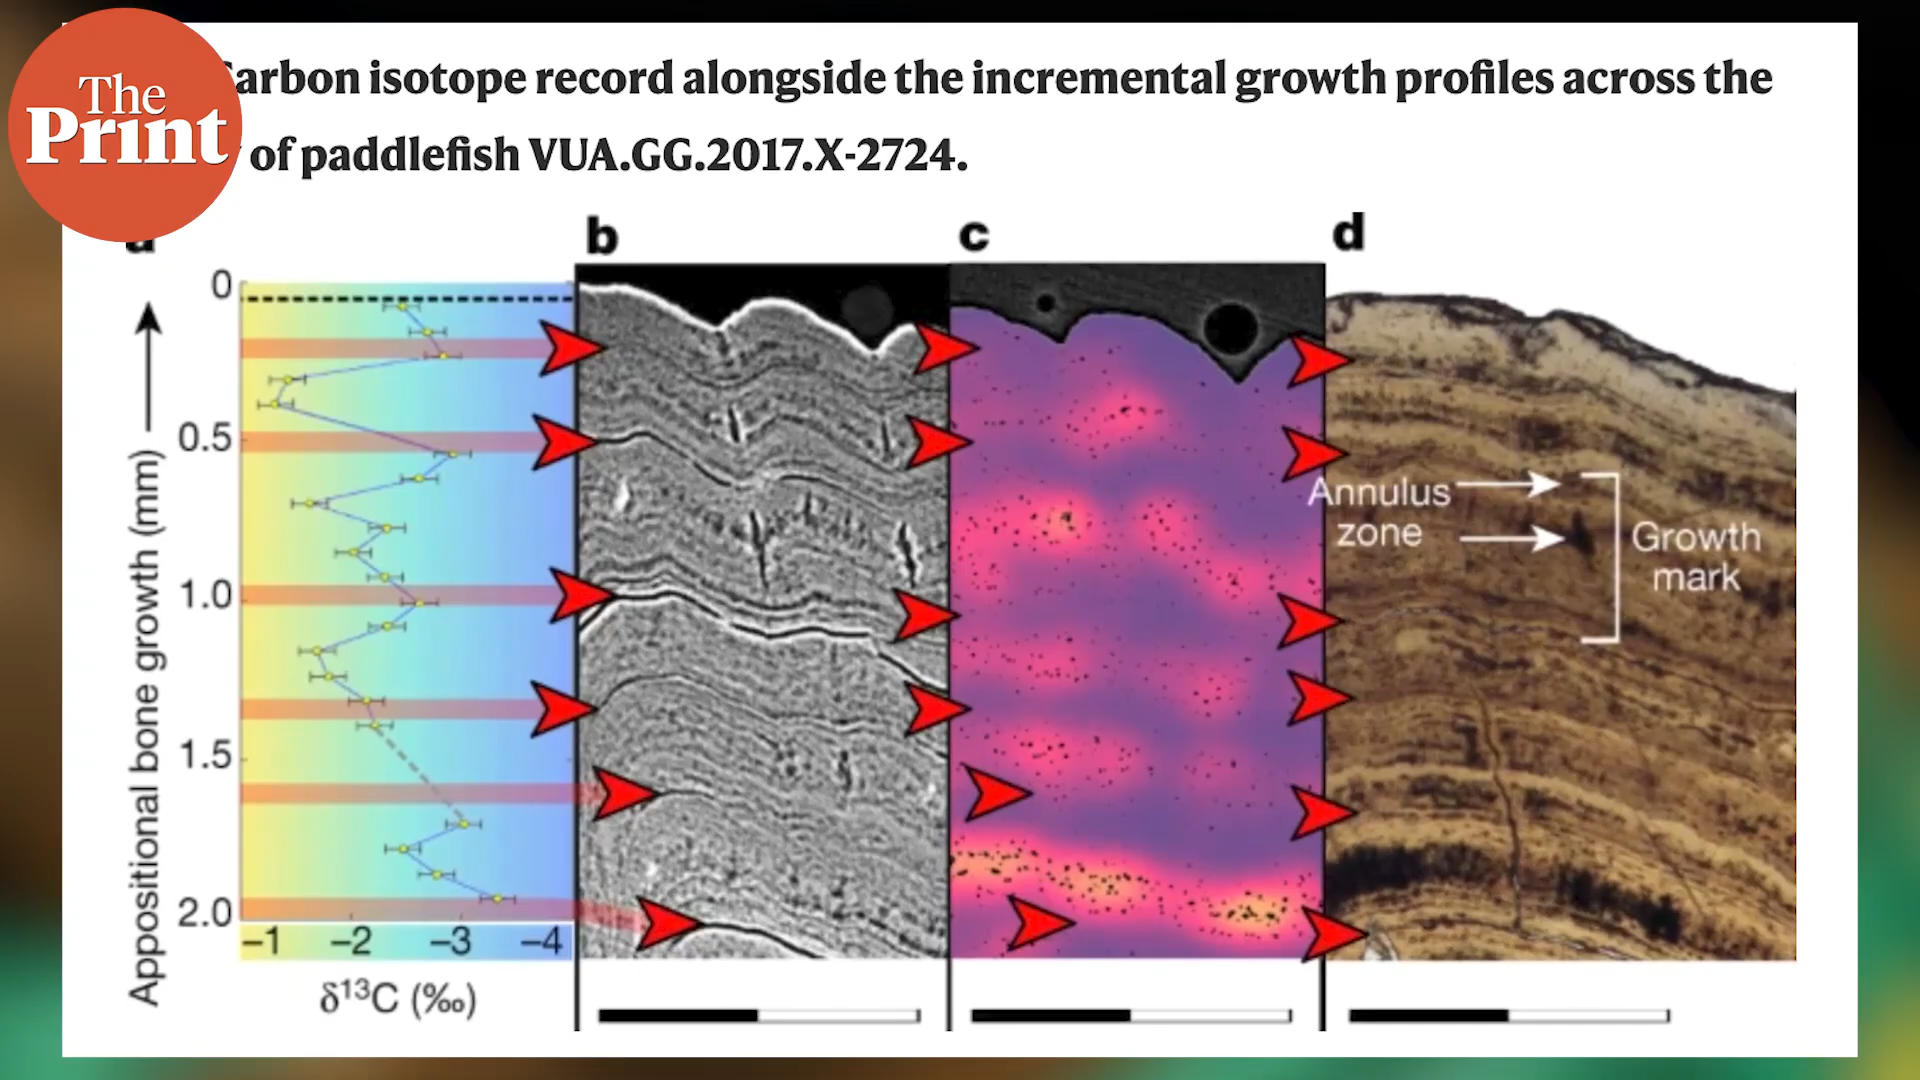 The
Print
Carbon isotope record alongside the incremental growth profiles across the
of paddlefish VUA.GG.2017.X-2724.
a
b
c
d
0
0.5
1.0
1.5
2.0
Appositional bone growth (mm)
–1 –2 –3 –4
δ¹³C (‰)
Annulus
zone
Growth
mark